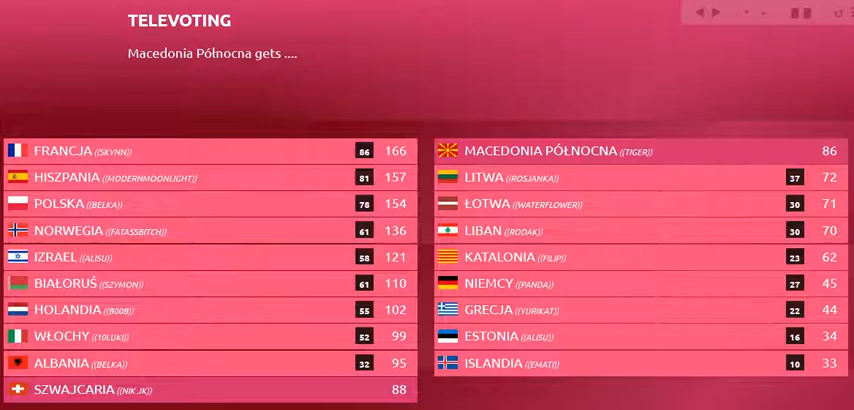 TELEVOTING
Macedonia Północna gets ....
FRANCJA ((SKYNN)) 86 166
HISZPANIA ((MODERNMOONLIGHT)) 81 157
POLSKA ((BELKA)) 78 154
NORWEGIA ((FATASSBITCH)) 61 136
IZRAEL ((ALISU)) 58 121
BIAŁORUŚ ((SZYMON)) 61 110
HOLANDIA ((B00B)) 55 102
WŁOCHY ((10LUKI)) 52 99
ALBANIA ((BELKA)) 32 95
SZWAJCARIA ((NIK JK)) 88
MACEDONIA PÓŁNOCNA ((TIGER)) 86
LITWA ((ROSJANKA)) 37 72
ŁOTWA ((WATERFLOWER)) 30 71
LIBAN ((RODAK)) 30 70
KATALONIA ((FILIP)) 23 62
NIEMCY ((PANDA)) 27 45
GRECJA ((YURIKAT)) 22 44
ESTONIA ((ALISU)) 16 34
ISLANDIA ((EMATI)) 10 33